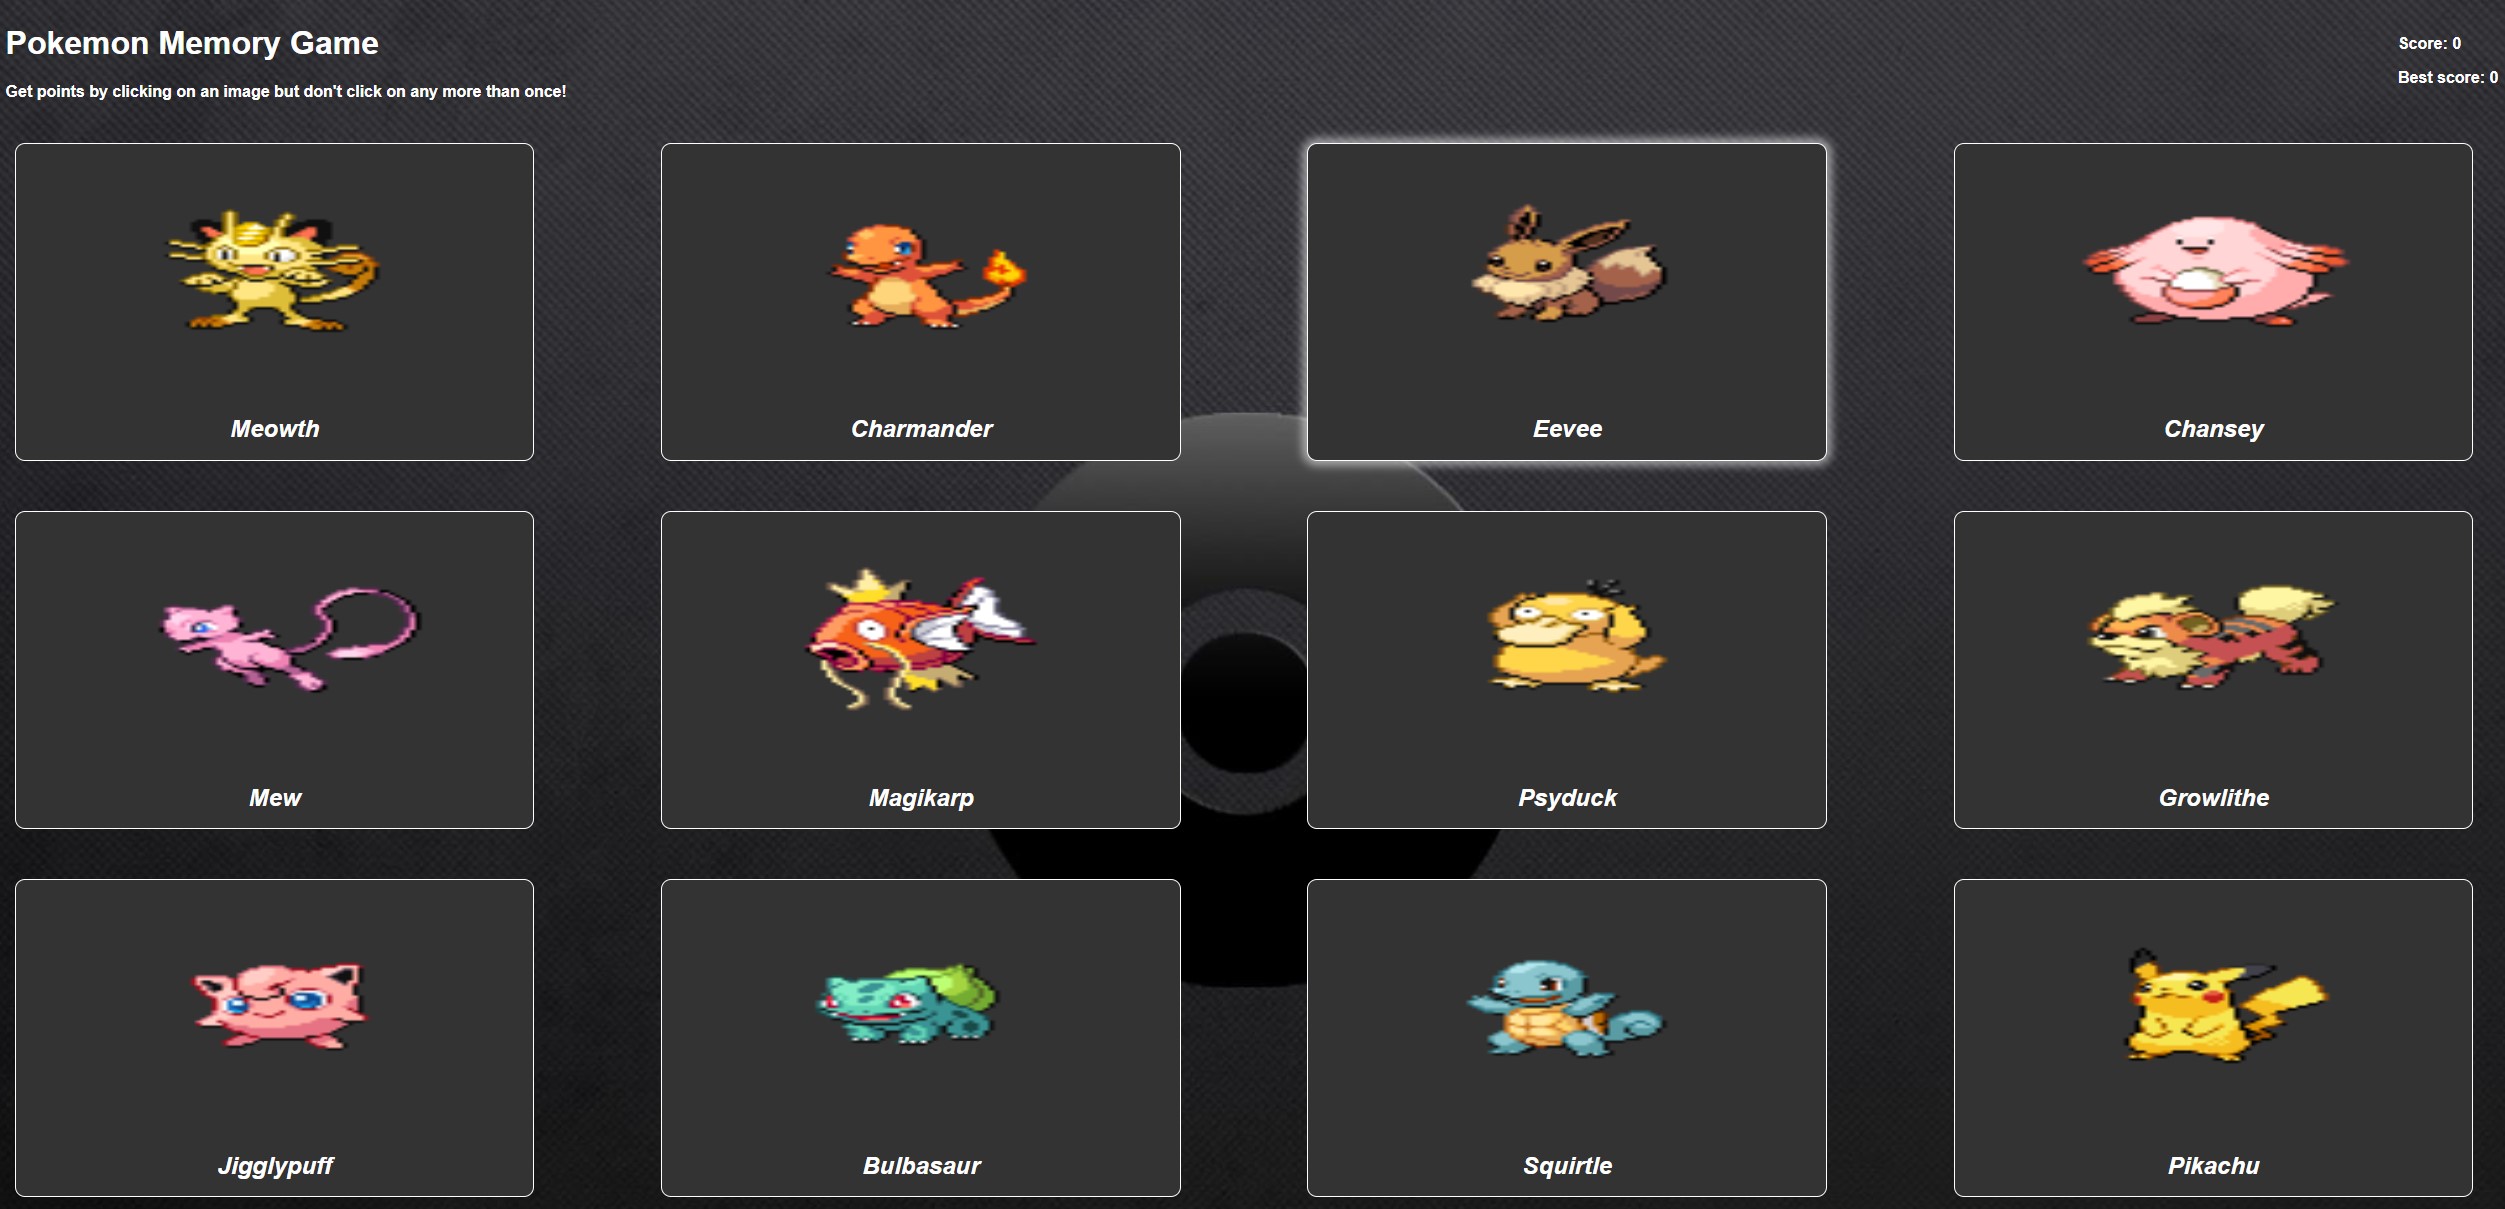 Pokemon Memory Game
Score: 0
Get points by clicking on an image but don't click on any more than once!
Best score: 0
Meowth
Charmander
Eevee
Chansey
Mew
Magikarp
Psyduck
Growlithe
Jigglypuff
Bulbasaur
Squirtle
Pikachu